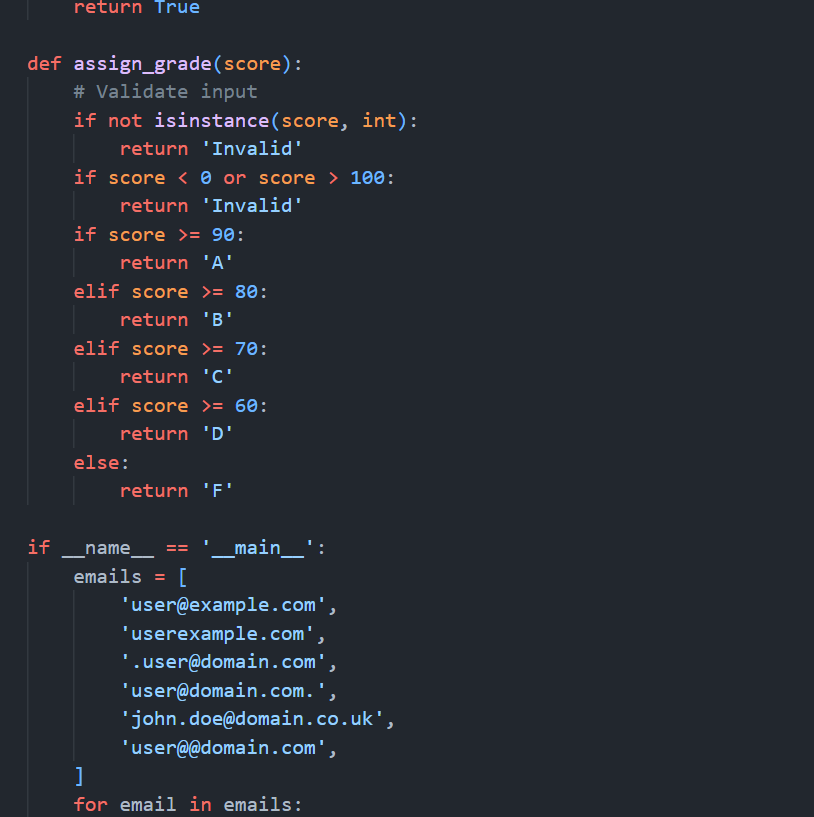 return True

def assign_grade(score):
    # Validate input
    if not isinstance(score, int):
        return 'Invalid'
    if score < 0 or score > 100:
        return 'Invalid'
    if score >= 90:
        return 'A'
    elif score >= 80:
        return 'B'
    elif score >= 70:
        return 'C'
    elif score >= 60:
        return 'D'
    else:
        return 'F'

if __name__ == '__main__':
    emails = [
        'user@example.com',
        'userexample.com',
        '.user@domain.com',
        'user@domain.com.',
        'john.doe@domain.co.uk',
        'user@@domain.com',
    ]
    for email in emails: